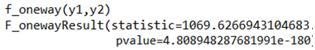 f_oneway(y1,y2)
F_onewayResult(statistic=1069.6266943104683,
pvalue=4.808948287681991e-180)